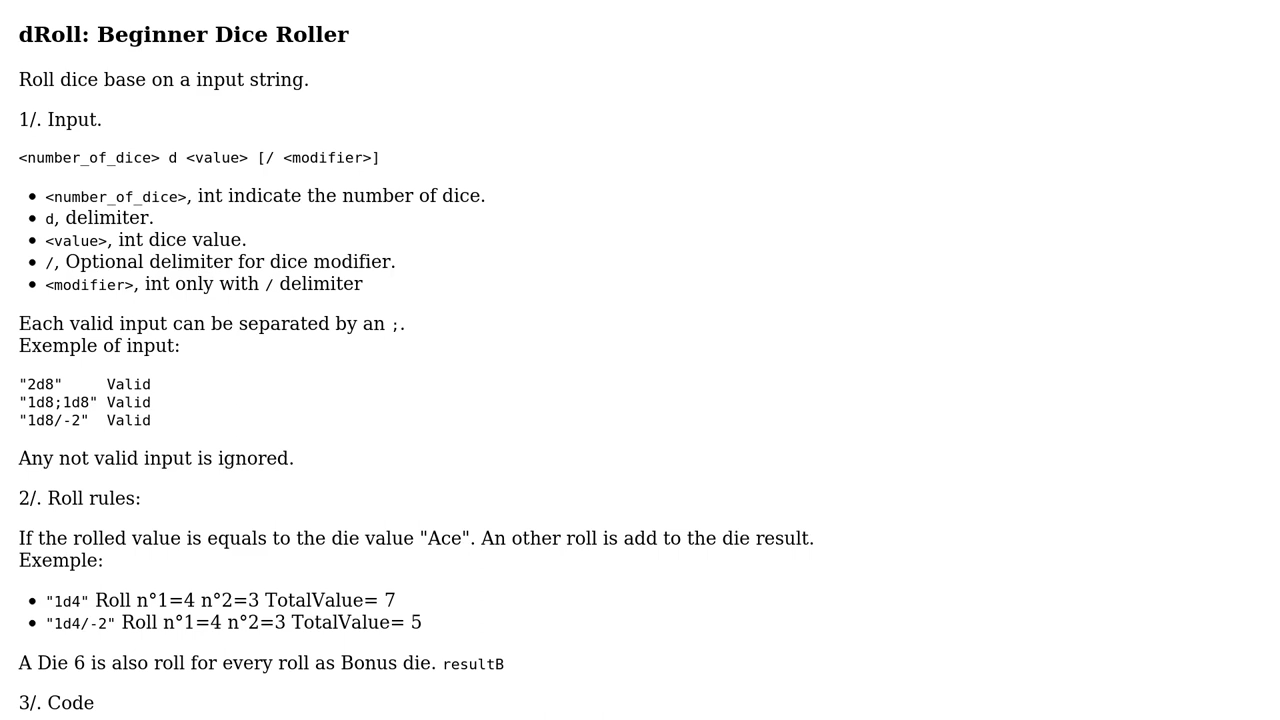 dRoll: Beginner Dice Roller
Roll dice base on a input string.
1/. Input.
<number_of_dice> d <value> [/ <modifier>]
• <number_of_dice>, int indicate the number of dice.
• d, delimiter.
• <value>, int dice value.
• /, Optional delimiter for dice modifier.
• <modifier>, int only with / delimiter
Each valid input can be separated by an ;.
Exemple of input:
"2d8"     Valid
"1d8;1d8" Valid
"1d8/-2"  Valid
Any not valid input is ignored.
2/. Roll rules:
If the rolled value is equals to the die value "Ace". An other roll is add to the die result.
Exemple:
• "1d4" Roll n°1=4 n°2=3 TotalValue= 7
• "1d4/-2" Roll n°1=4 n°2=3 TotalValue= 5
A Die 6 is also roll for every roll as Bonus die. resultB
3/. Code